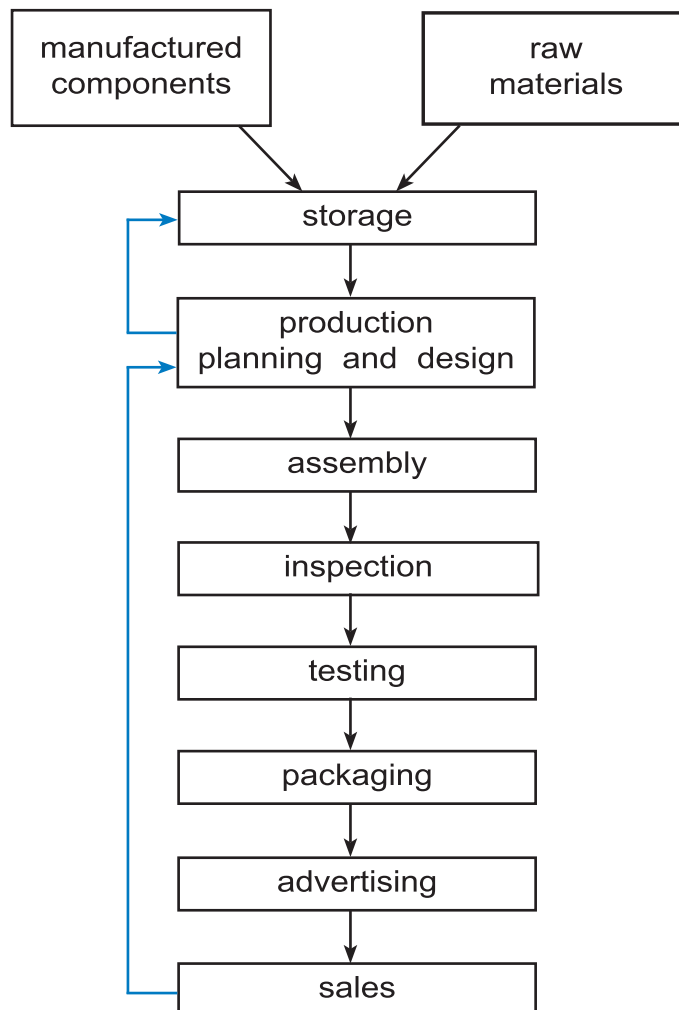 manufactured
components
raw
materials
storage
production
planning and design
assembly
inspection
testing
packaging
advertising
sales